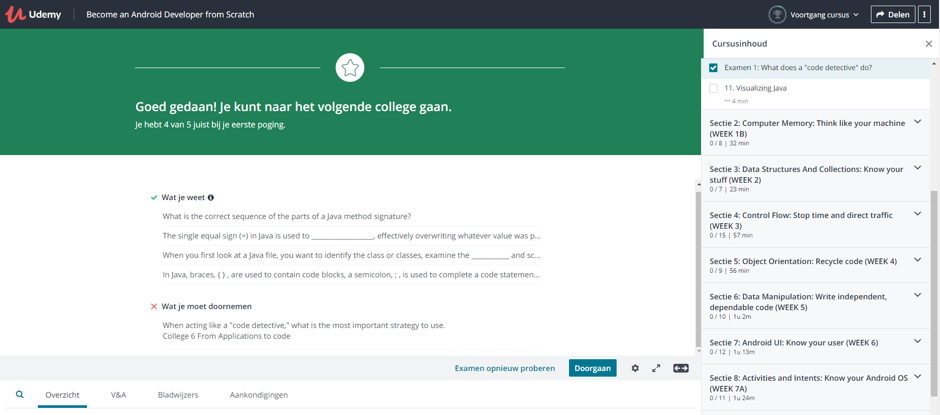 Udemy
Become an Android Developer from Scratch
Voortgang cursus
Delen
Goed gedaan! Je kunt naar het volgende college gaan.
Je hebt 4 van 5 juist bij je eerste poging.
Wat je weet
What is the correct sequence of the parts of a Java method signature?
The single equal sign (=) in Java is used to _________________, effectively overwriting whatever value was p...
When you first look at a Java file, you want to identify the class or classes, examine the __________ and sc...
In Java, braces, { } , are used to contain code blocks, a semicolon, ; , is used to complete a code statemen...
Wat je moet doornemen
When acting like a "code detective," what is the most important strategy to use.
College 6 From Applications to code
Examen opnieuw proberen
Doorgaan
Overzicht
V&A
Bladwijzers
Aankondigingen
Cursusinhoud
Examen 1: What does a "code detective" do?
11. Visualizing Java
4 min
Sectie 2: Computer Memory: Think like your machine
(WEEK 1B)
0 / 8 | 32 min
Sectie 3: Data Structures And Collections: Know your
stuff (WEEK 2)
0 / 7 | 23 min
Sectie 4: Control Flow: Stop time and direct traffic
(WEEK 3)
0 / 15 | 57 min
Sectie 5: Object Orientation: Recycle code (WEEK 4)
0 / 9 | 56 min
Sectie 6: Data Manipulation: Write independent,
dependable code (WEEK 5)
0 / 10 | 1u 2m
Sectie 7: Android UI: Know your user (WEEK 6)
0 / 12 | 1u 13m
Sectie 8: Activities and Intents: Know your Android OS
(WEEK 7A)
0 / 11 | 1u 24m